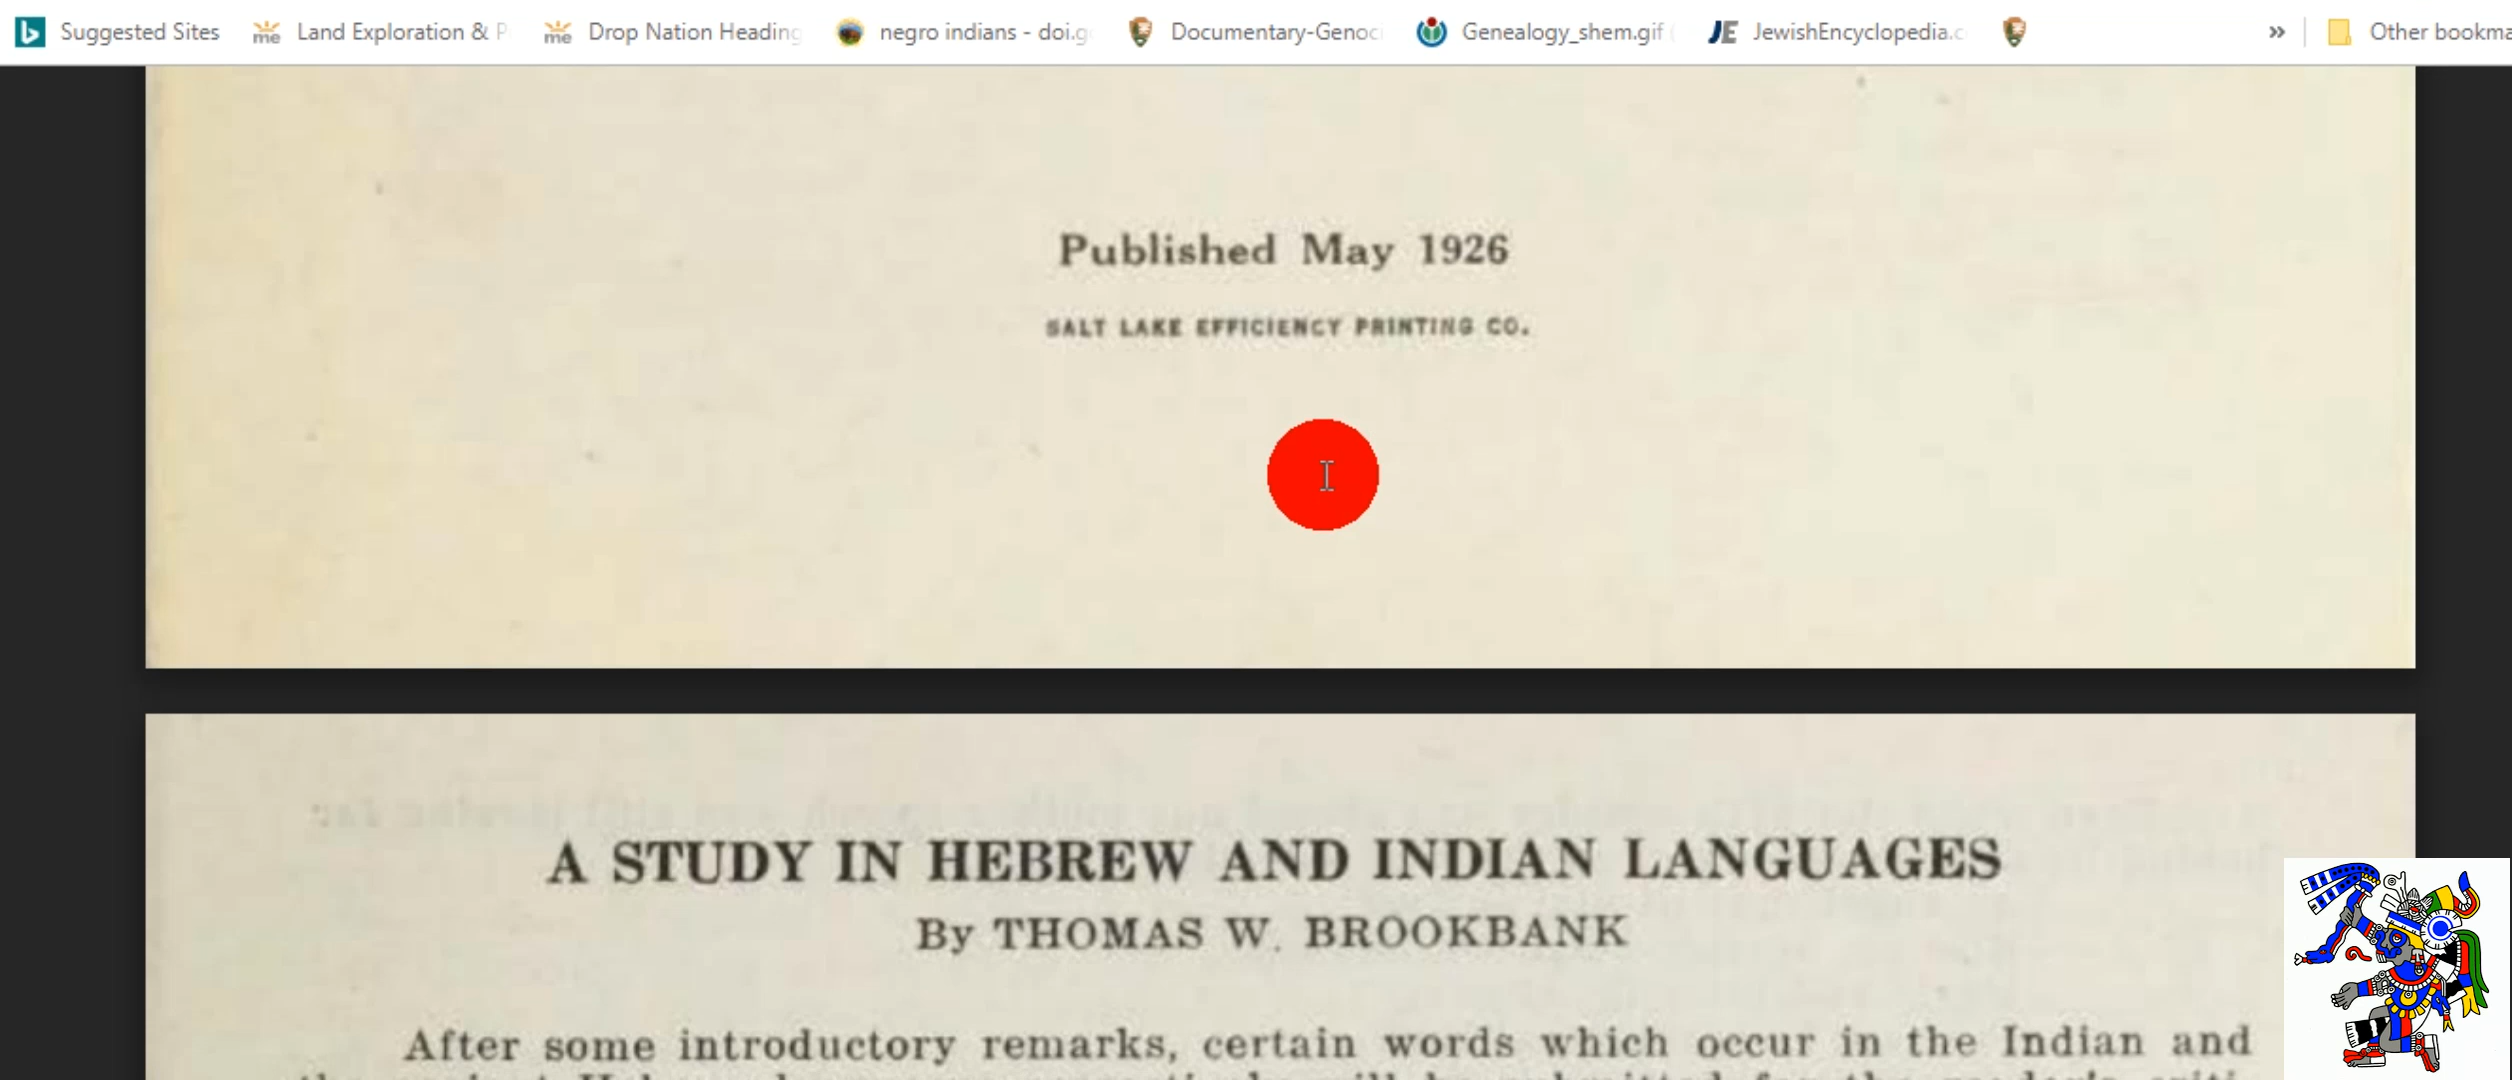 Suggested Sites Land Exploration & P Drop Nation Heading negro indians - doi.g Documentary-Genoc Genealogy_shem.gif JewishEncyclopedia.c » Other bookma
Published May 1926
SALT LAKE EFFICIENCY PRINTING CO.
A STUDY IN HEBREW AND INDIAN LANGUAGES
By THOMAS W. BROOKBANK
After some introductory remarks, certain words which occur in the Indian and